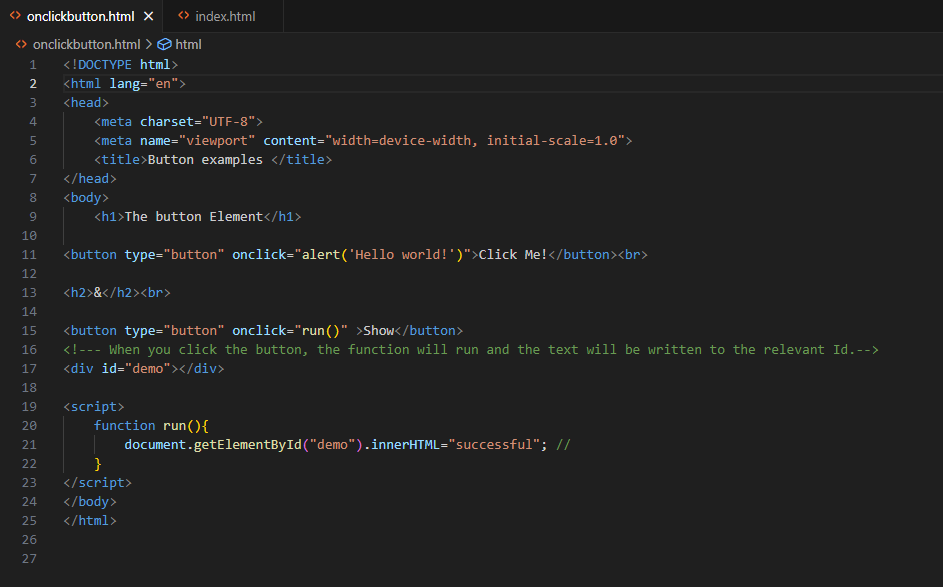 onclickbutton.html index.html
onclickbutton.html > html
1 <!DOCTYPE html>
2 <html lang="en">
3 <head>
4     <meta charset="UTF-8">
5     <meta name="viewport" content="width=device-width, initial-scale=1.0">
6     <title>Button examples </title>
7 </head>
8 <body>
9     <h1>The button Element</h1>
10
11 <button type="button" onclick="alert('Hello world!')">Click Me!</button><br>
12
13 <h2>&</h2><br>
14
15 <button type="button" onclick="run()" >Show</button>
16 <!--- When you click the button, the function will run and the text will be written to the relevant Id.-->
17 <div id="demo"></div>
18
19 <script>
20     function run(){
21         document.getElementById("demo").innerHTML="successful"; //
22     }
23 </script>
24 </body>
25 </html>
26
27